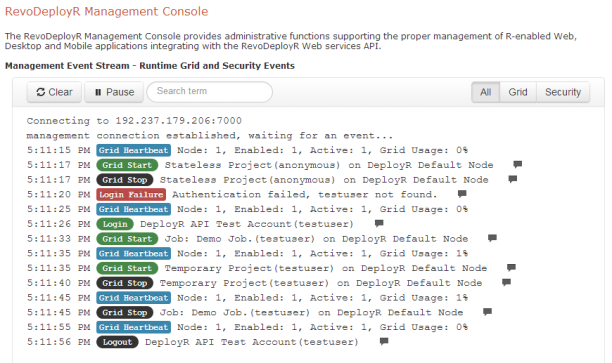 RevoDeployR Management Console
The RevoDeployR Management Console provides administrative functions supporting the proper management of R-enabled Web,
Desktop and Mobile applications integrating with the RevoDeployR Web services API.
Management Event Stream - Runtime Grid and Security Events
Clear Pause Search term All Grid Security
Connecting to 192.237.179.206:7000
management connection established, waiting for an event...
5:11:15 PM Grid Heartbeat Node: 1, Enabled: 1, Active: 1, Grid Usage: 0%
5:11:17 PM Grid Start Stateless Project(anonymous) on DeployR Default Node
5:11:17 PM Grid Stop Stateless Project(anonymous) on DeployR Default Node
5:11:20 PM Login Failure Authentication failed, testuser not found.
5:11:25 PM Grid Heartbeat Node: 1, Enabled: 1, Active: 1, Grid Usage: 0%
5:11:26 PM Login DeployR API Test Account(testuser)
5:11:33 PM Grid Start Job: Demo Job.(testuser) on DeployR Default Node
5:11:35 PM Grid Heartbeat Node: 1, Enabled: 1, Active: 1, Grid Usage: 1%
5:11:35 PM Grid Start Temporary Project(testuser) on DeployR Default Node
5:11:40 PM Grid Stop Temporary Project(testuser) on DeployR Default Node
5:11:45 PM Grid Heartbeat Node: 1, Enabled: 1, Active: 1, Grid Usage: 1%
5:11:45 PM Grid Stop Job: Demo Job.(testuser) on DeployR Default Node
5:11:55 PM Grid Heartbeat Node: 1, Enabled: 1, Active: 1, Grid Usage: 0%
5:11:56 PM Logout DeployR API Test Account(testuser)